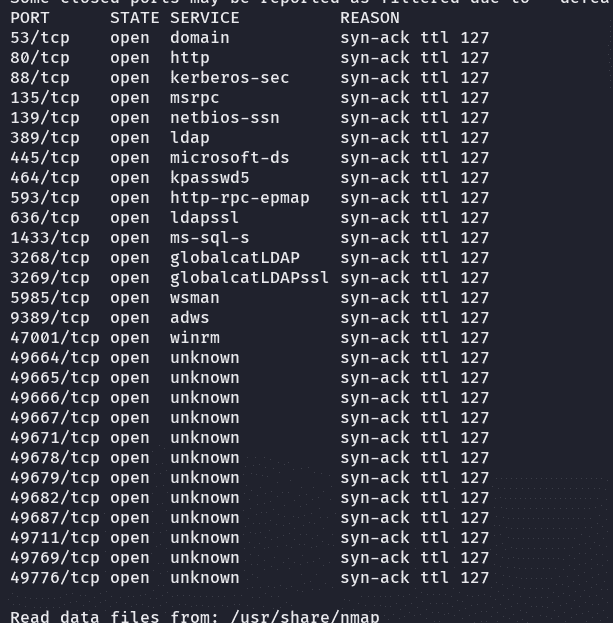 Some closed ports may be reported as filtered due to --defea
PORT      STATE SERVICE          REASON
53/tcp    open  domain           syn-ack ttl 127
80/tcp    open  http             syn-ack ttl 127
88/tcp    open  kerberos-sec     syn-ack ttl 127
135/tcp   open  msrpc            syn-ack ttl 127
139/tcp   open  netbios-ssn      syn-ack ttl 127
389/tcp   open  ldap             syn-ack ttl 127
445/tcp   open  microsoft-ds     syn-ack ttl 127
464/tcp   open  kpasswd5         syn-ack ttl 127
593/tcp   open  http-rpc-epmap   syn-ack ttl 127
636/tcp   open  ldapssl          syn-ack ttl 127
1433/tcp  open  ms-sql-s         syn-ack ttl 127
3268/tcp  open  globalcatLDAP    syn-ack ttl 127
3269/tcp  open  globalcatLDAPssl syn-ack ttl 127
5985/tcp  open  wsman            syn-ack ttl 127
9389/tcp  open  adws             syn-ack ttl 127
47001/tcp open  winrm            syn-ack ttl 127
49664/tcp open  unknown          syn-ack ttl 127
49665/tcp open  unknown          syn-ack ttl 127
49666/tcp open  unknown          syn-ack ttl 127
49667/tcp open  unknown          syn-ack ttl 127
49671/tcp open  unknown          syn-ack ttl 127
49678/tcp open  unknown          syn-ack ttl 127
49679/tcp open  unknown          syn-ack ttl 127
49682/tcp open  unknown          syn-ack ttl 127
49687/tcp open  unknown          syn-ack ttl 127
49711/tcp open  unknown          syn-ack ttl 127
49769/tcp open  unknown          syn-ack ttl 127
49776/tcp open  unknown          syn-ack ttl 127
Read data files from: /usr/share/nmap